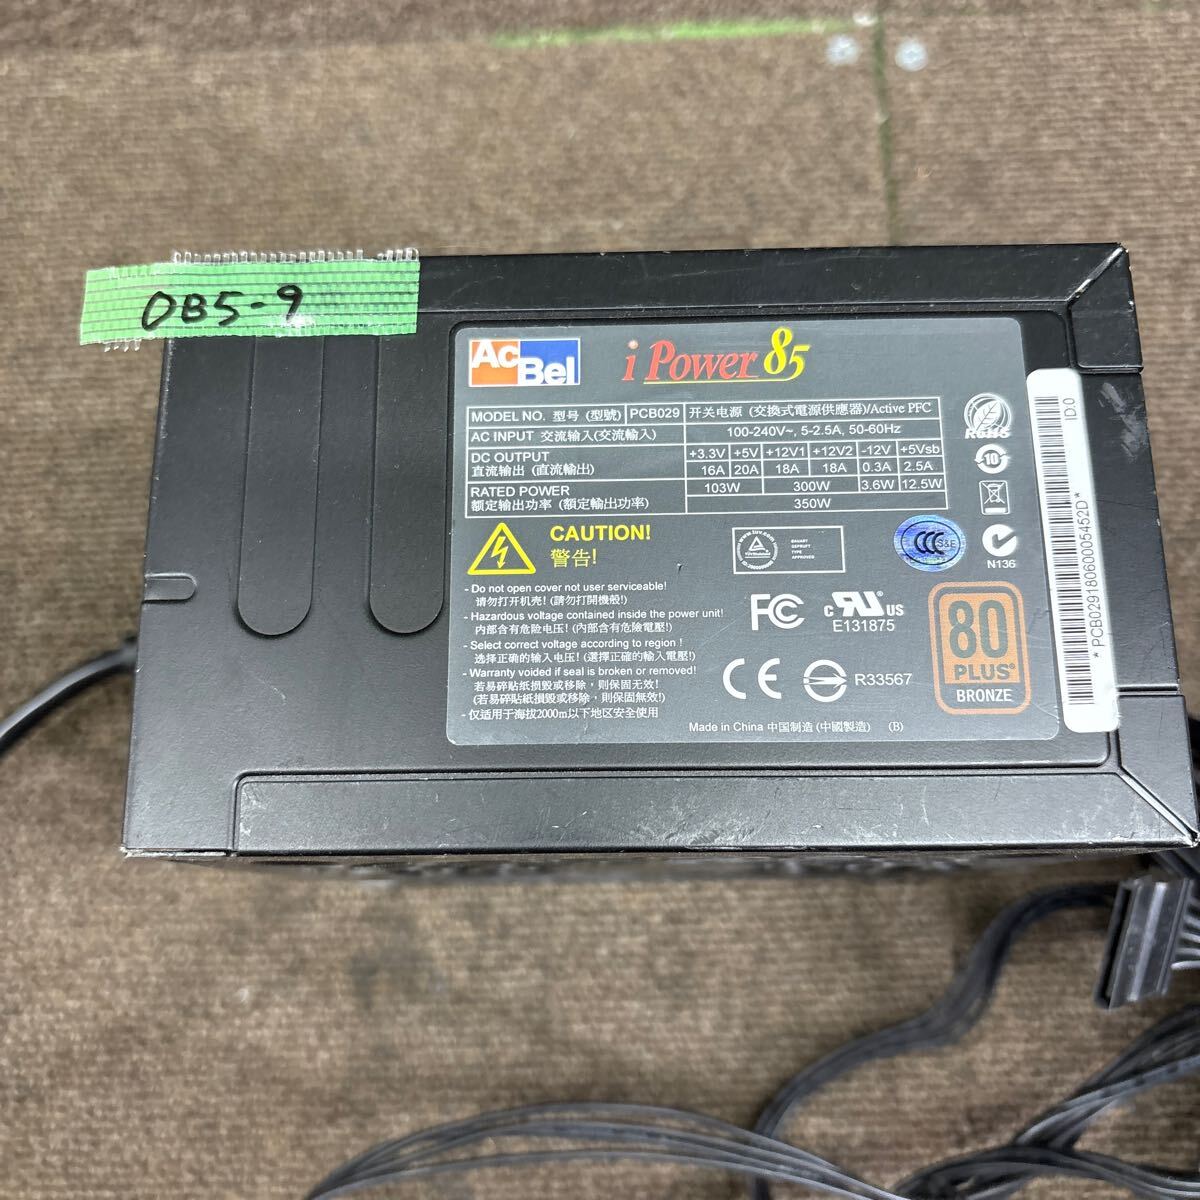 DB5-9
AcBel
i Power 85
MODEL NO. 型号 (型號) PCB029 开关电源 (交換式電源供應器)/Active PFC
AC INPUT 交流输入(交流輸入) 100-240V~, 5-2.5A, 50-60Hz
DC OUTPUT +3.3V +5V +12V1 +12V2 -12V +5Vsb
直流输出 (直流輸出) 16A 20A 18A 18A 0.3A 2.5A
RATED POWER 103W 300W 3.6W 12.5W
额定输出功率 (額定輸出功率) 350W
CAUTION!
警告!
- Do not open cover not user serviceable!
请勿打开机壳! (請勿打開機殼!)
- Hazardous voltage contained inside the power unit!
内部含有危险电压! (內部含有危險電壓!)
- Select correct voltage according to region !
选择正确的输入电压! (選擇正確的輸入電壓!)
- Warranty voided if seal is broken or removed!
若易碎贴纸损毁或移除，则保固无效!
(若易碎貼紙損毀或移除，則保固無效!)
- 仅适用于海拔2000m以下地区安全使用
RoHS
10
CCC S&E
N136
FC
c RU US
E131875
CE
R33567
80
PLUS
BRONZE
Made in China 中国制造 (中國製造) (B)
ID:0
* PCB02918060005452D *